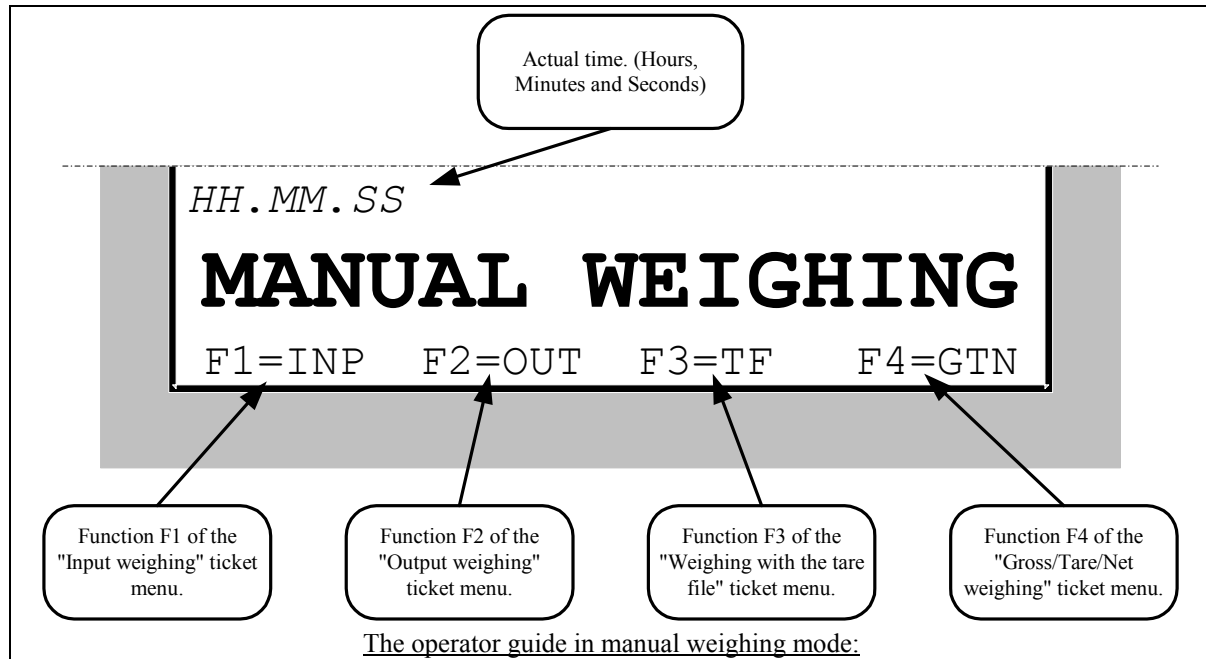 Actual time. (Hours,
Minutes and Seconds)
HH.MM.SS
MANUAL WEIGHING
F1=INP F2=OUT F3=TF F4=GTN
Function F1 of the
"Input weighing" ticket
menu.
Function F2 of the
"Output weighing"
ticket menu.
Function F3 of the
"Weighing with the tare
file" ticket menu.
Function F4 of the
"Gross/Tare/Net
weighing" ticket menu.
The operator guide in manual weighing mode: